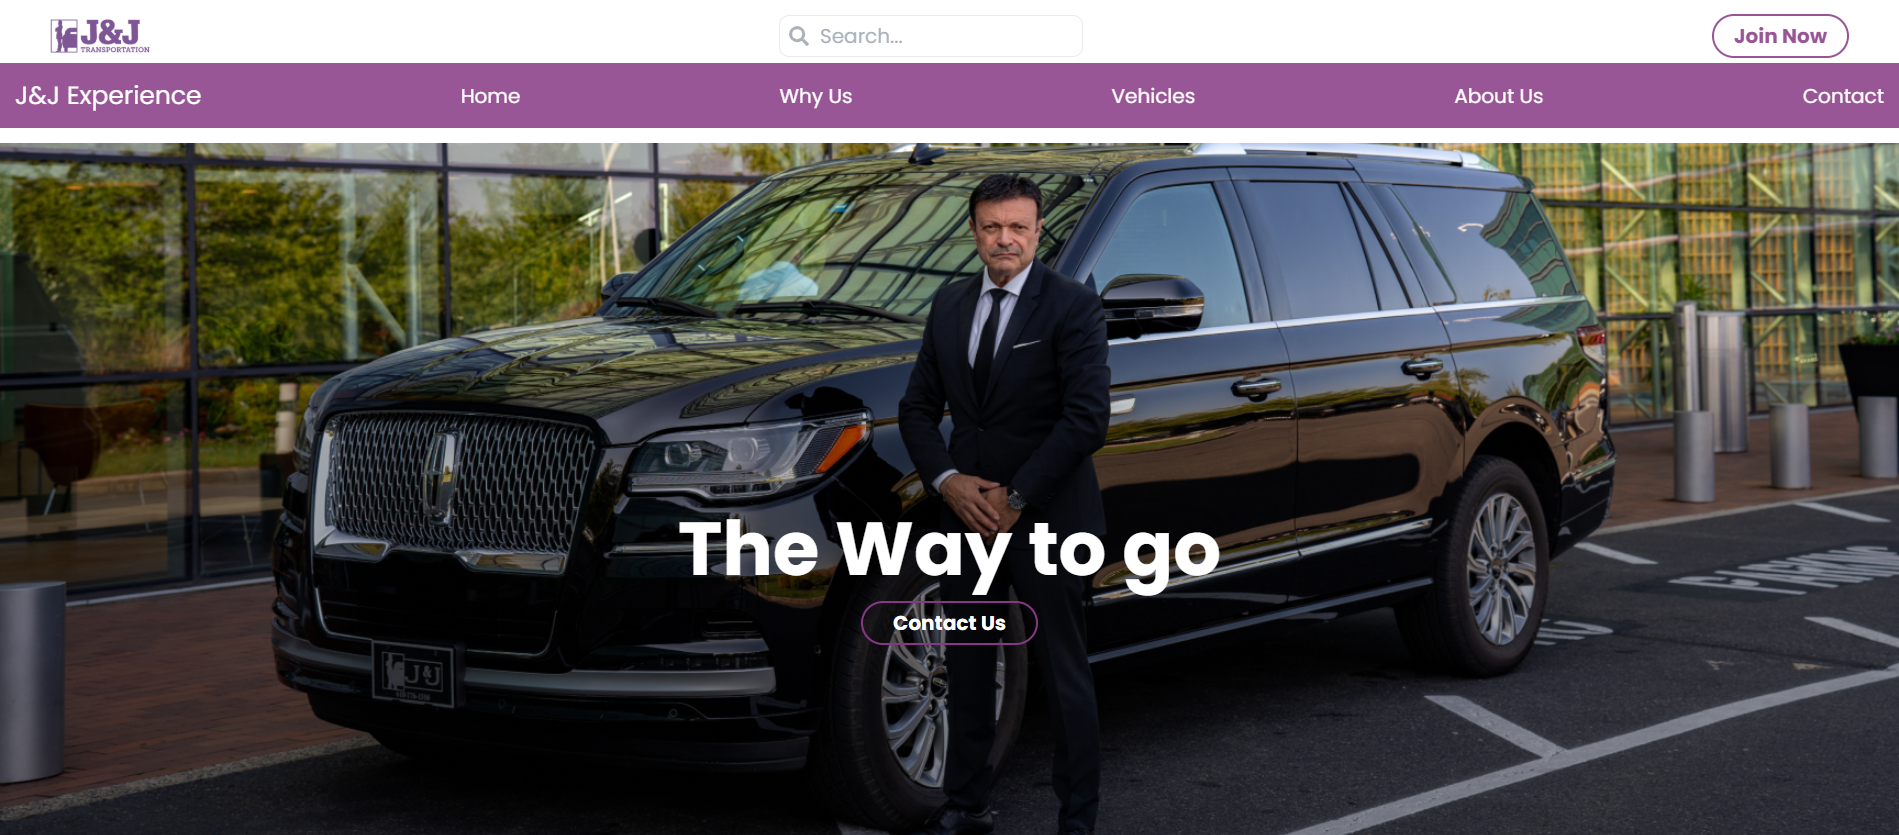 J&J
TRANSPORTATION
Search...
Join Now
J&J Experience
Home
Why Us
Vehicles
About Us
Contact
The Way to go
Contact Us
J&J